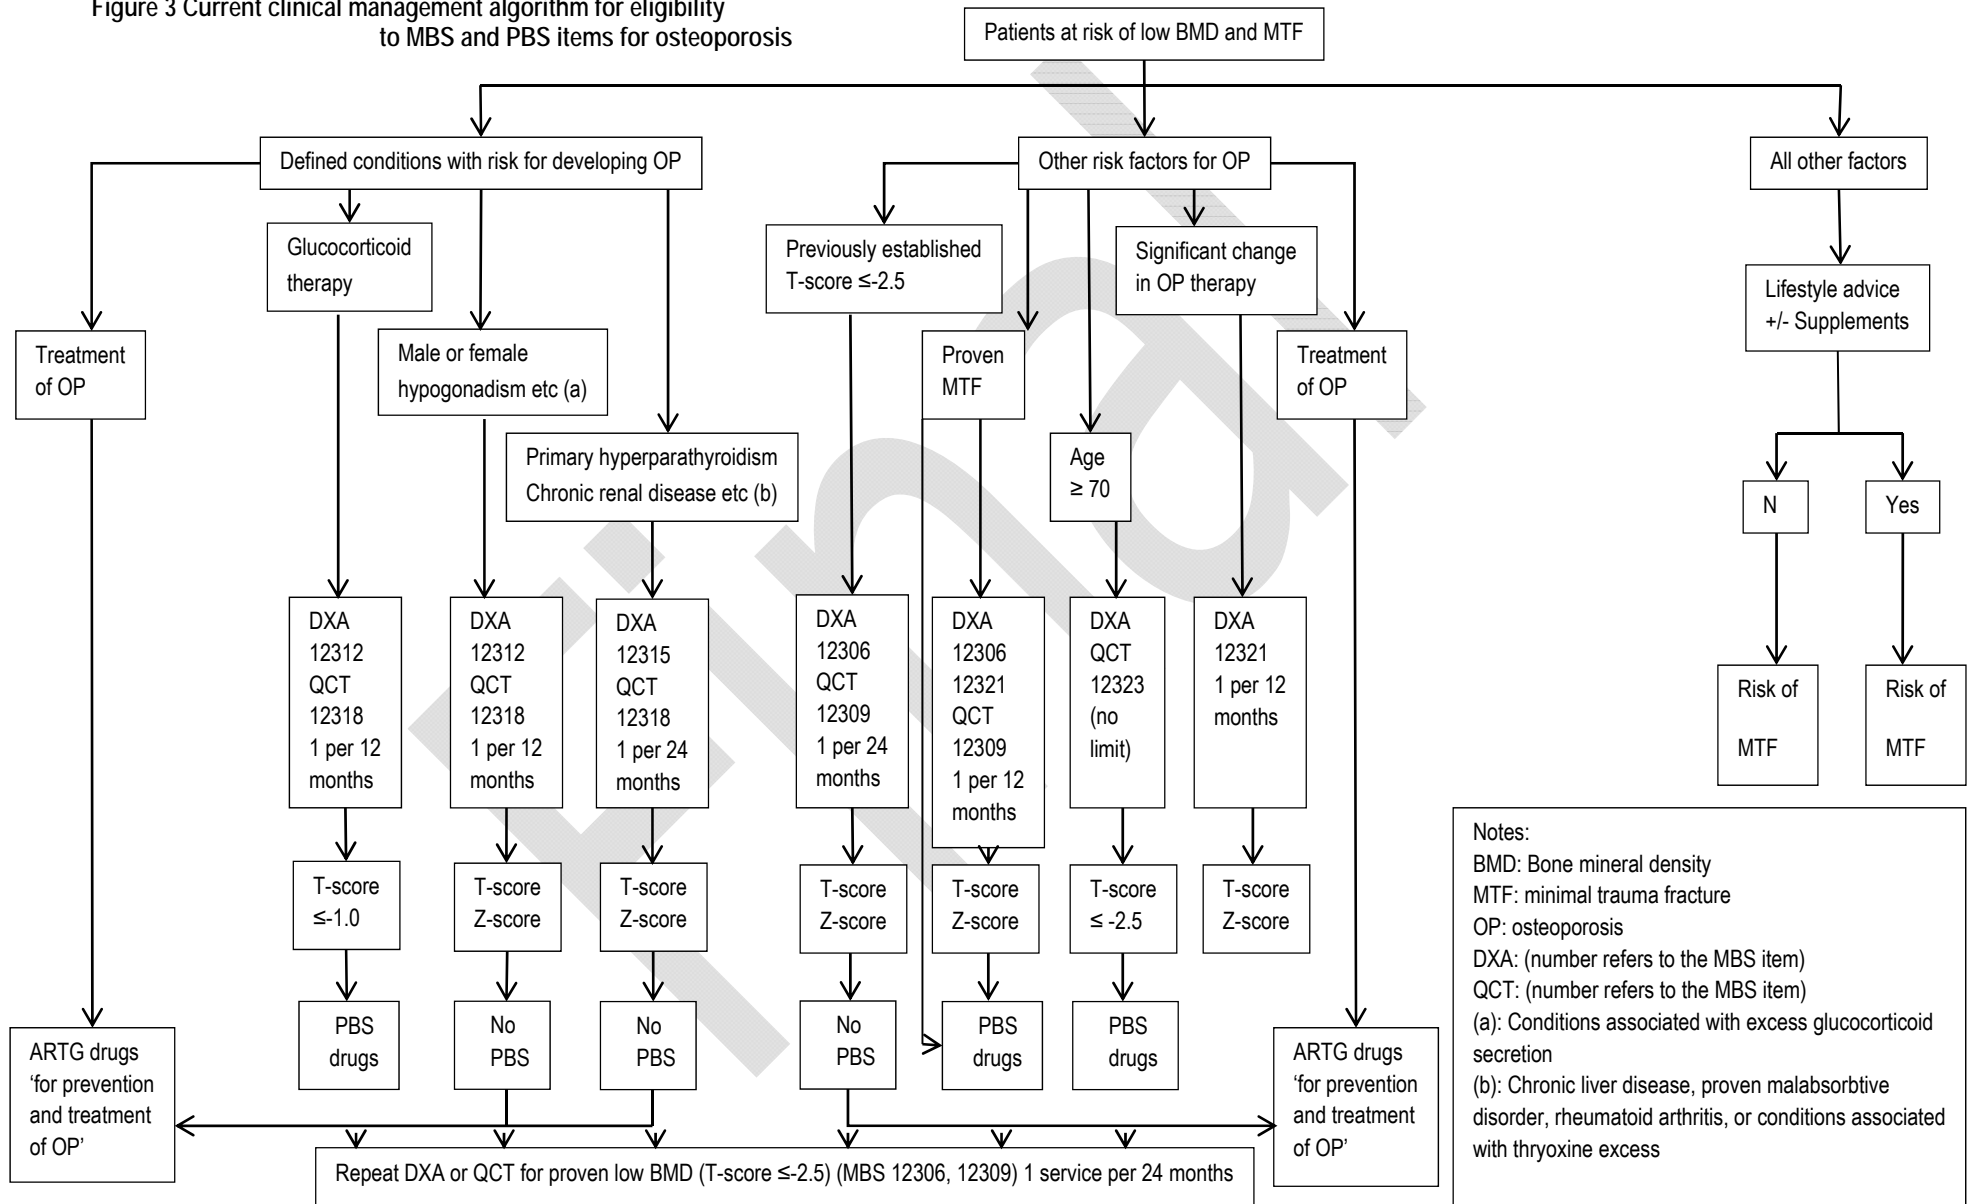 Figure 3 Current clinical management algorithm for eligibility
to MBS and PBS items for osteoporosis
Patients at risk of low BMD and MTF
Defined conditions with risk for developing OP
Other risk factors for OP
All other factors
Glucocorticoid
therapy
Previously established
T-score ≤-2.5
Significant change
in OP therapy
Lifestyle advice
+/- Supplements
Treatment
of OP
Male or female
hypogonadism etc (a)
Proven
MTF
Treatment
of OP
Primary hyperparathyroidism
Chronic renal disease etc (b)
Age
≥ 70
N
Yes
DXA
12312
QCT
12318
1 per 12
months
DXA
12312
QCT
12318
1 per 12
months
DXA
12315
QCT
12318
1 per 24
months
DXA
12306
QCT
12309
1 per 24
months
DXA
12306
12321
QCT
12309
1 per 12
months
DXA
QCT
12323
(no
limit)
DXA
12321
1 per 12
months
Risk of
MTF
Risk of
MTF
T-score
≤-1.0
T-score
Z-score
T-score
Z-score
T-score
Z-score
T-score
Z-score
T-score
≤ -2.5
T-score
Z-score
PBS
drugs
No
PBS
No
PBS
No
PBS
PBS
drugs
PBS
drugs
ARTG drugs
‘for prevention
and treatment
of OP’
ARTG drugs
‘for prevention
and treatment
of OP’
Repeat DXA or QCT for proven low BMD (T-score ≤-2.5) (MBS 12306, 12309) 1 service per 24 months
Notes:
BMD: Bone mineral density
MTF: minimal trauma fracture
OP: osteoporosis
DXA: (number refers to the MBS item)
QCT: (number refers to the MBS item)
(a): Conditions associated with excess glucocorticoid
secretion
(b): Chronic liver disease, proven malabsorbtive
disorder, rheumatoid arthritis, or conditions associated
with thryoxine excess
Final